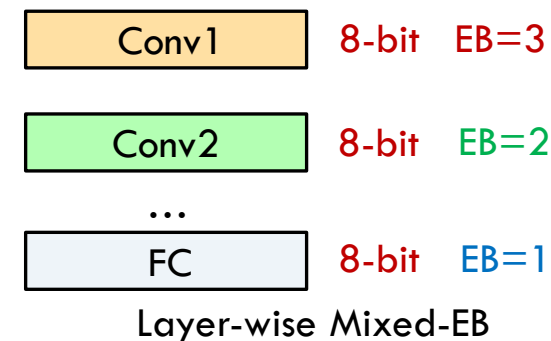 Conv1 8-bit EB=3
Conv2 8-bit EB=2
...
FC 8-bit EB=1
Layer-wise Mixed-EB